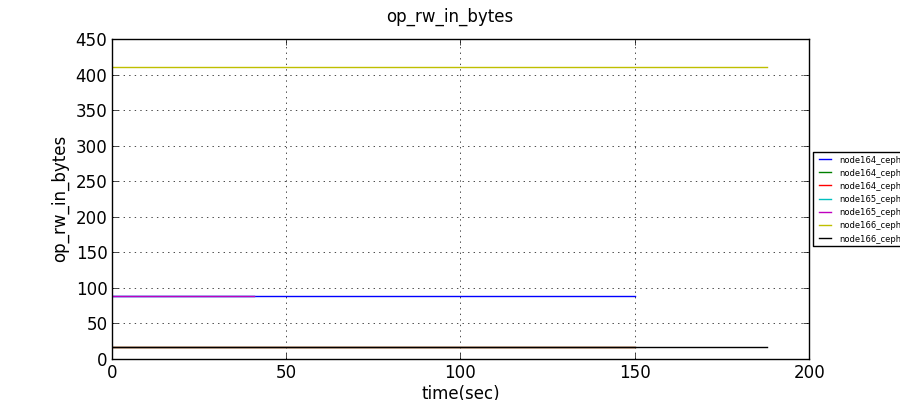 op_rw_in_bytes
450
400
350
300
250
200
150
100
50
0
op_rw_in_bytes
0 50 100 150 200
time(sec)
node164_ceph
node164_ceph
node164_ceph
node165_ceph
node165_ceph
node166_ceph
node166_ceph